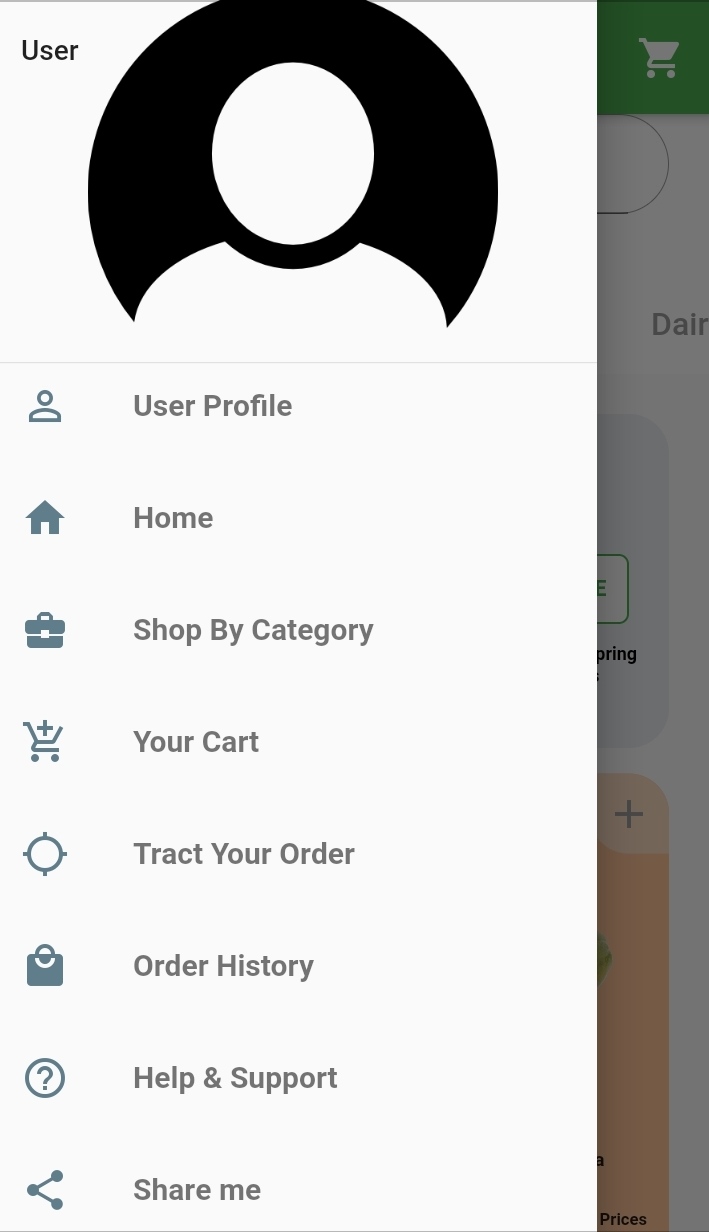 User
Dair
User Profile
Home
Shop By Category
E
pring
s
Your Cart
Tract Your Order
Order History
Help & Support
a
Share me
Prices